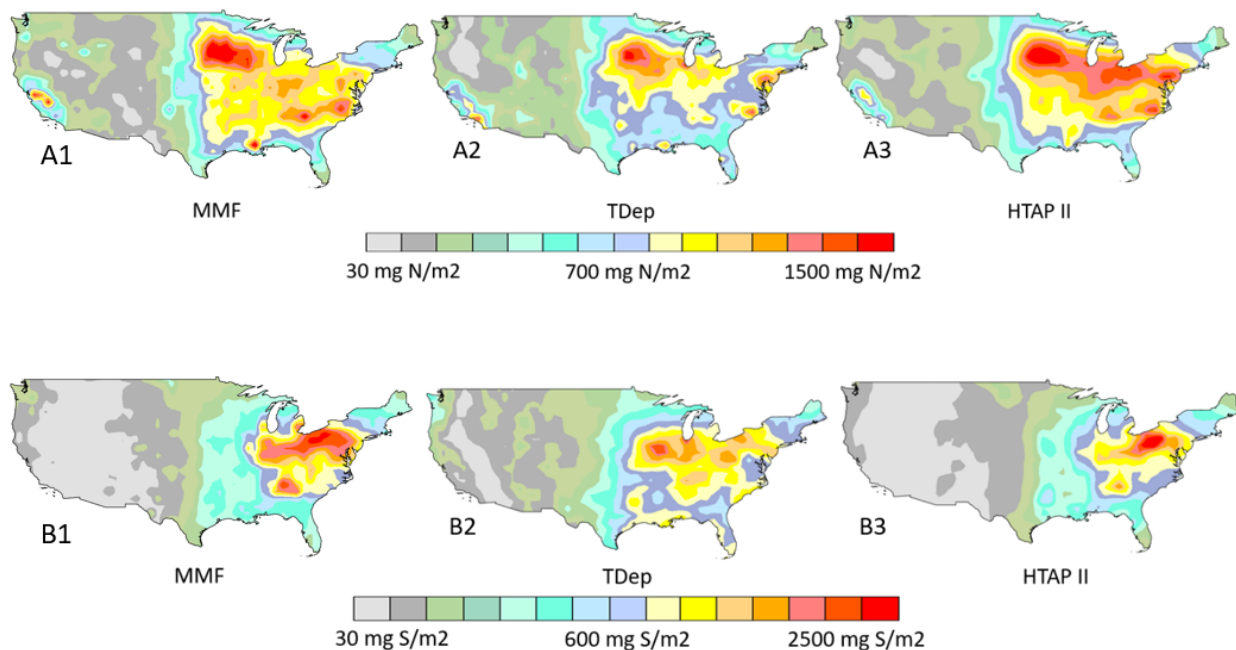 A1
A2
A3
MMF
TDep
HTAP II
30 mg N/m2
700 mg N/m2
1500 mg N/m2
B1
B2
B3
MMF
TDep
HTAP II
30 mg S/m2
600 mg S/m2
2500 mg S/m2